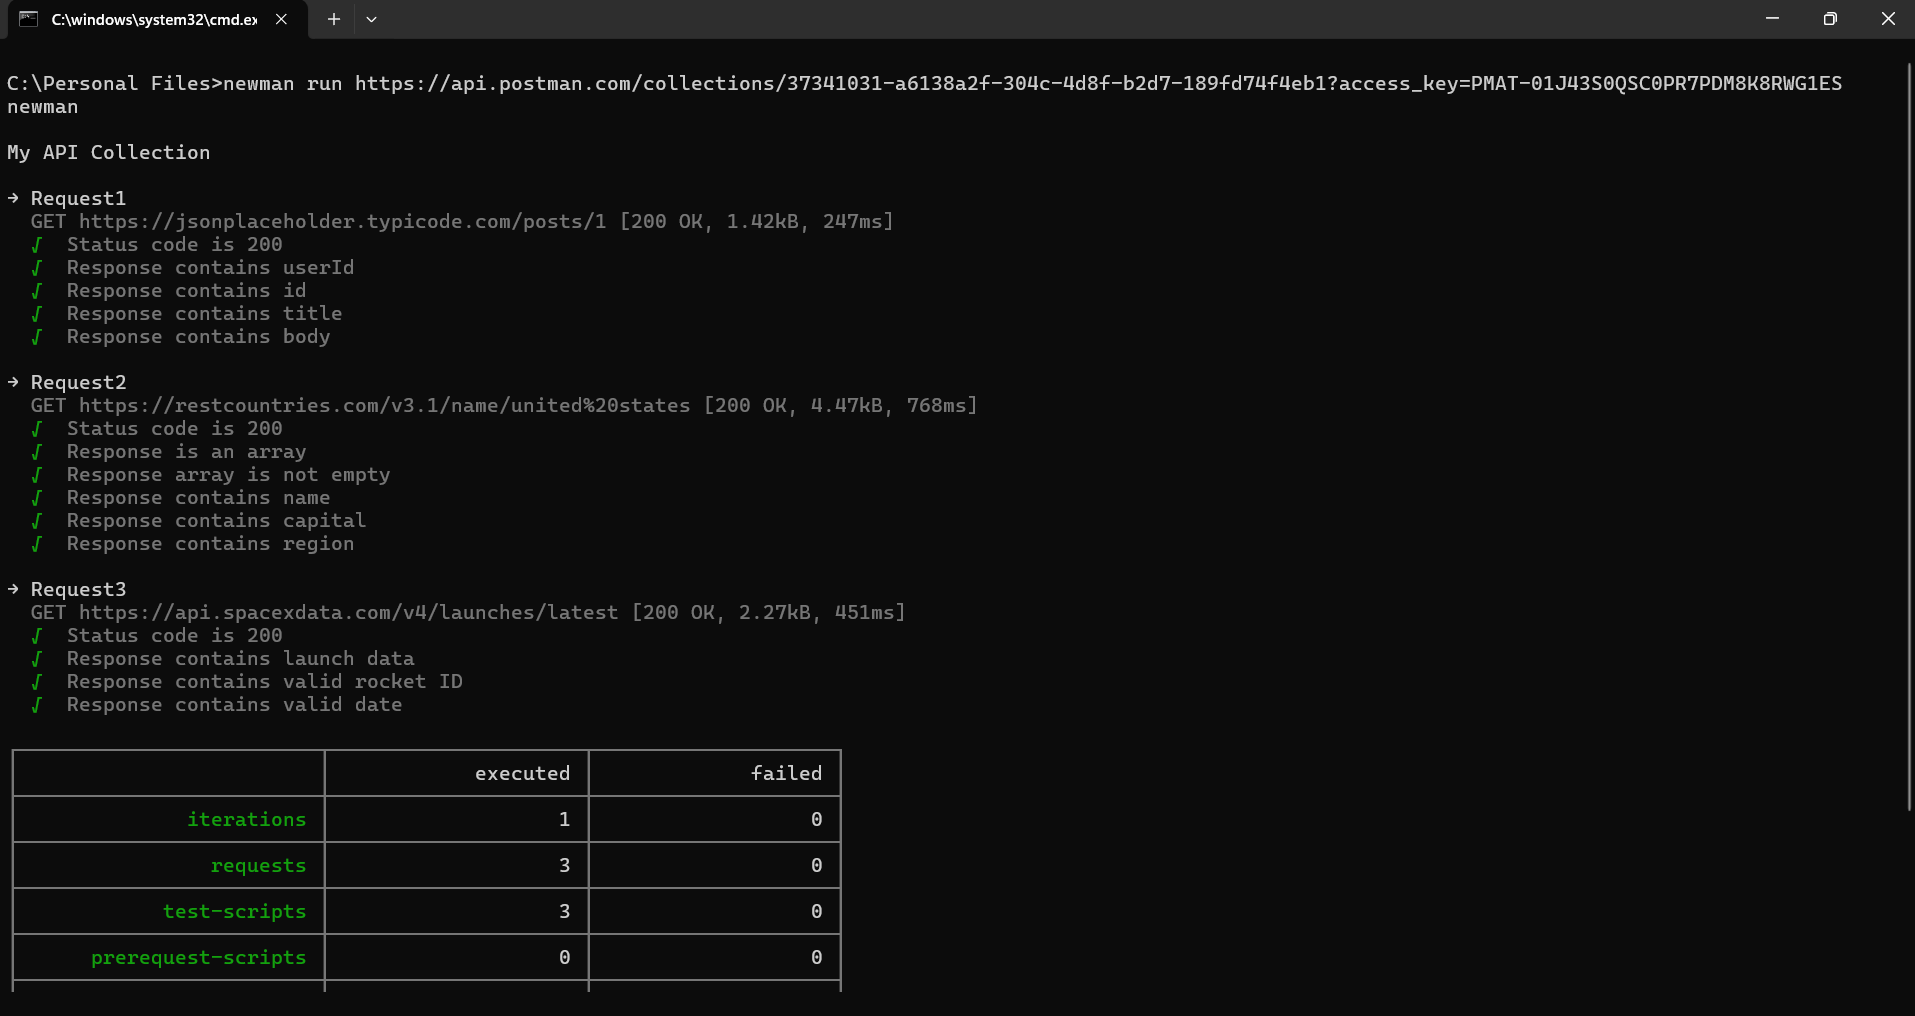 C:\windows\system32\cmd.ex
C:\Personal Files>newman run https://api.postman.com/collections/37341031-a6138a2f-304c-4d8f-b2d7-189fd74f4eb1?access_key=PMAT-01J43S0QSC0PR7PDM8K8RWG1ES
newman
My API Collection
→ Request1
GET https://jsonplaceholder.typicode.com/posts/1 [200 OK, 1.42kB, 247ms]
√ Status code is 200
√ Response contains userId
√ Response contains id
√ Response contains title
√ Response contains body
→ Request2
GET https://restcountries.com/v3.1/name/united%20states [200 OK, 4.47kB, 768ms]
√ Status code is 200
√ Response is an array
√ Response array is not empty
√ Response contains name
√ Response contains capital
√ Response contains region
→ Request3
GET https://api.spacexdata.com/v4/launches/latest [200 OK, 2.27kB, 451ms]
√ Status code is 200
√ Response contains launch data
√ Response contains valid rocket ID
√ Response contains valid date
executed failed
iterations 1 0
requests 3 0
test-scripts 3 0
prerequest-scripts 0 0